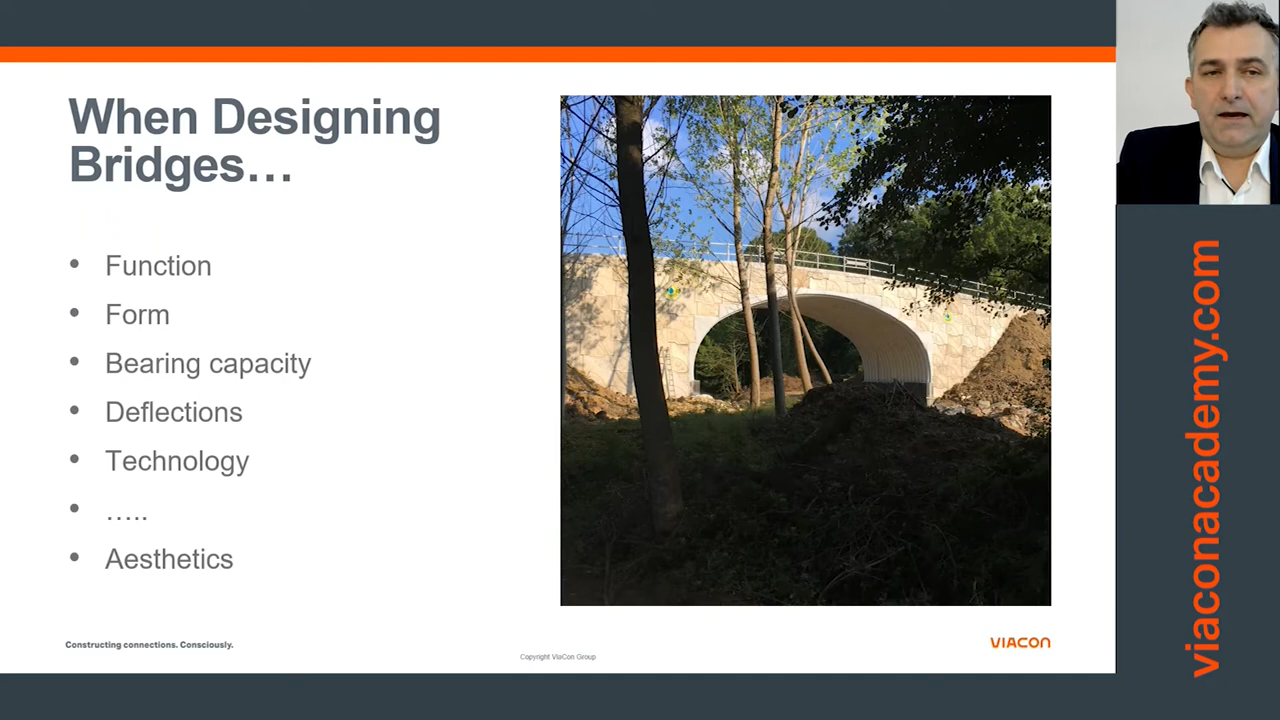 When Designing
Bridges…
• Function
• Form
• Bearing capacity
• Deflections
• Technology
• …..
• Aesthetics
Constructing connections. Consciously.
Copyright ViaCon Group
VIACON
viaconacademy.com